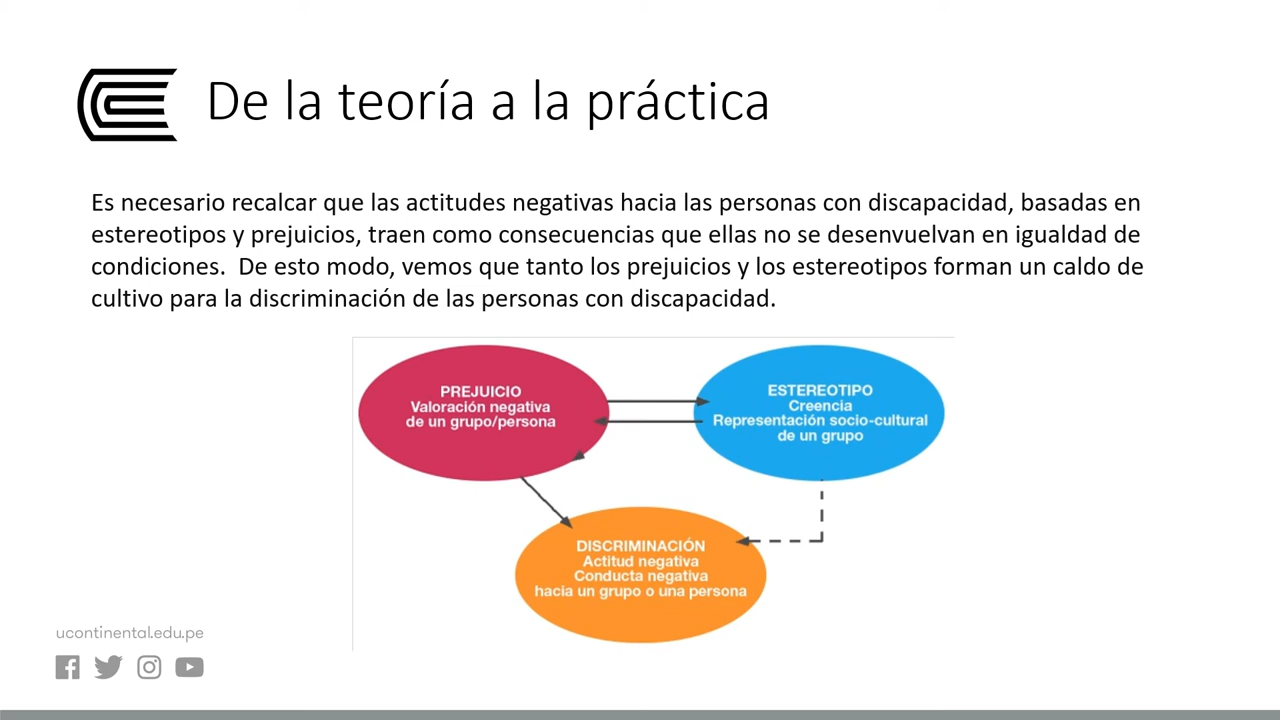 De la teoría a la práctica
Es necesario recalcar que las actitudes negativas hacia las personas con discapacidad, basadas en
estereotipos y prejuicios, traen como consecuencias que ellas no se desenvuelvan en igualdad de
condiciones.  De esto modo, vemos que tanto los prejuicios y los estereotipos forman un caldo de
cultivo para la discriminación de las personas con discapacidad.
PREJUICIO
Valoración negativa
de un grupo/persona
ESTEREOTIPO
Creencia
Representación socio-cultural
de un grupo
DISCRIMINACIÓN
Actitud negativa
Conducta negativa
hacia un grupo o una persona
ucontinental.edu.pe